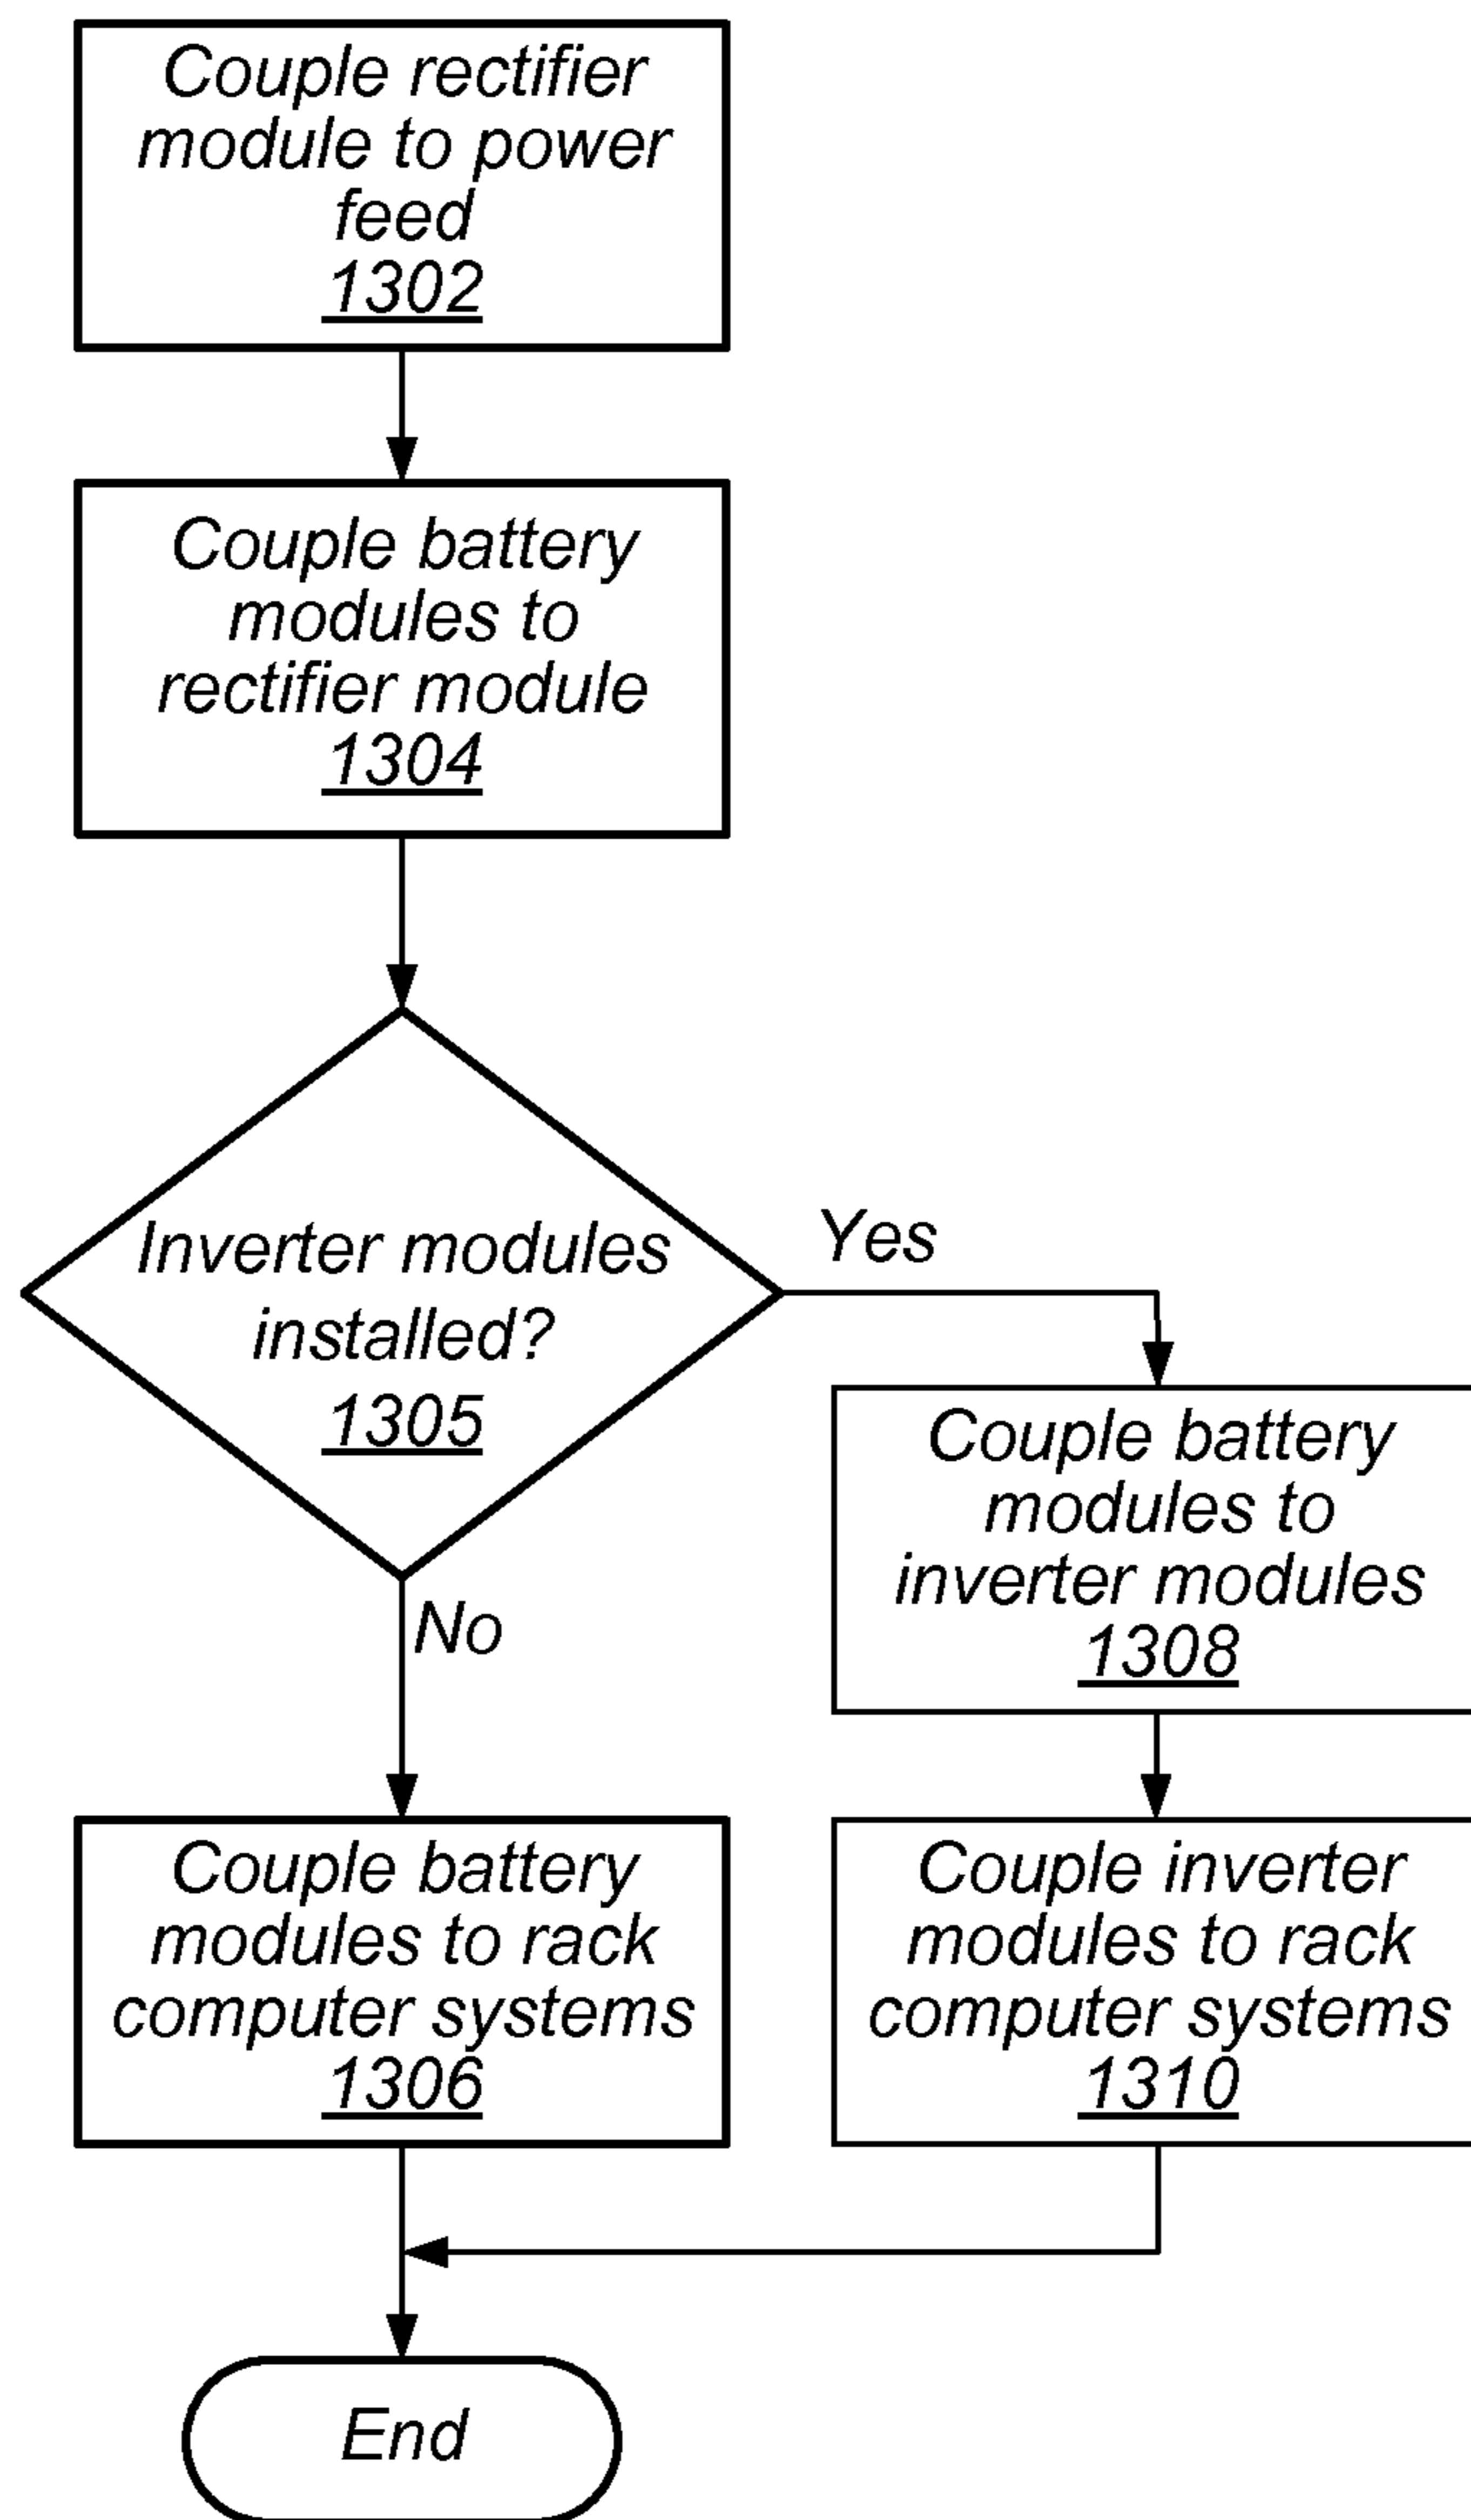 Couple rectifier
module to power
feed
1302
Couple battery
modules to
rectifier module
1304
Inverter modules
installed?
1305
Yes
No
Couple battery
modules to
inverter modules
1308
Couple battery
modules to rack
computer systems
1306
Couple inverter
modules to rack
computer systems
1310
End